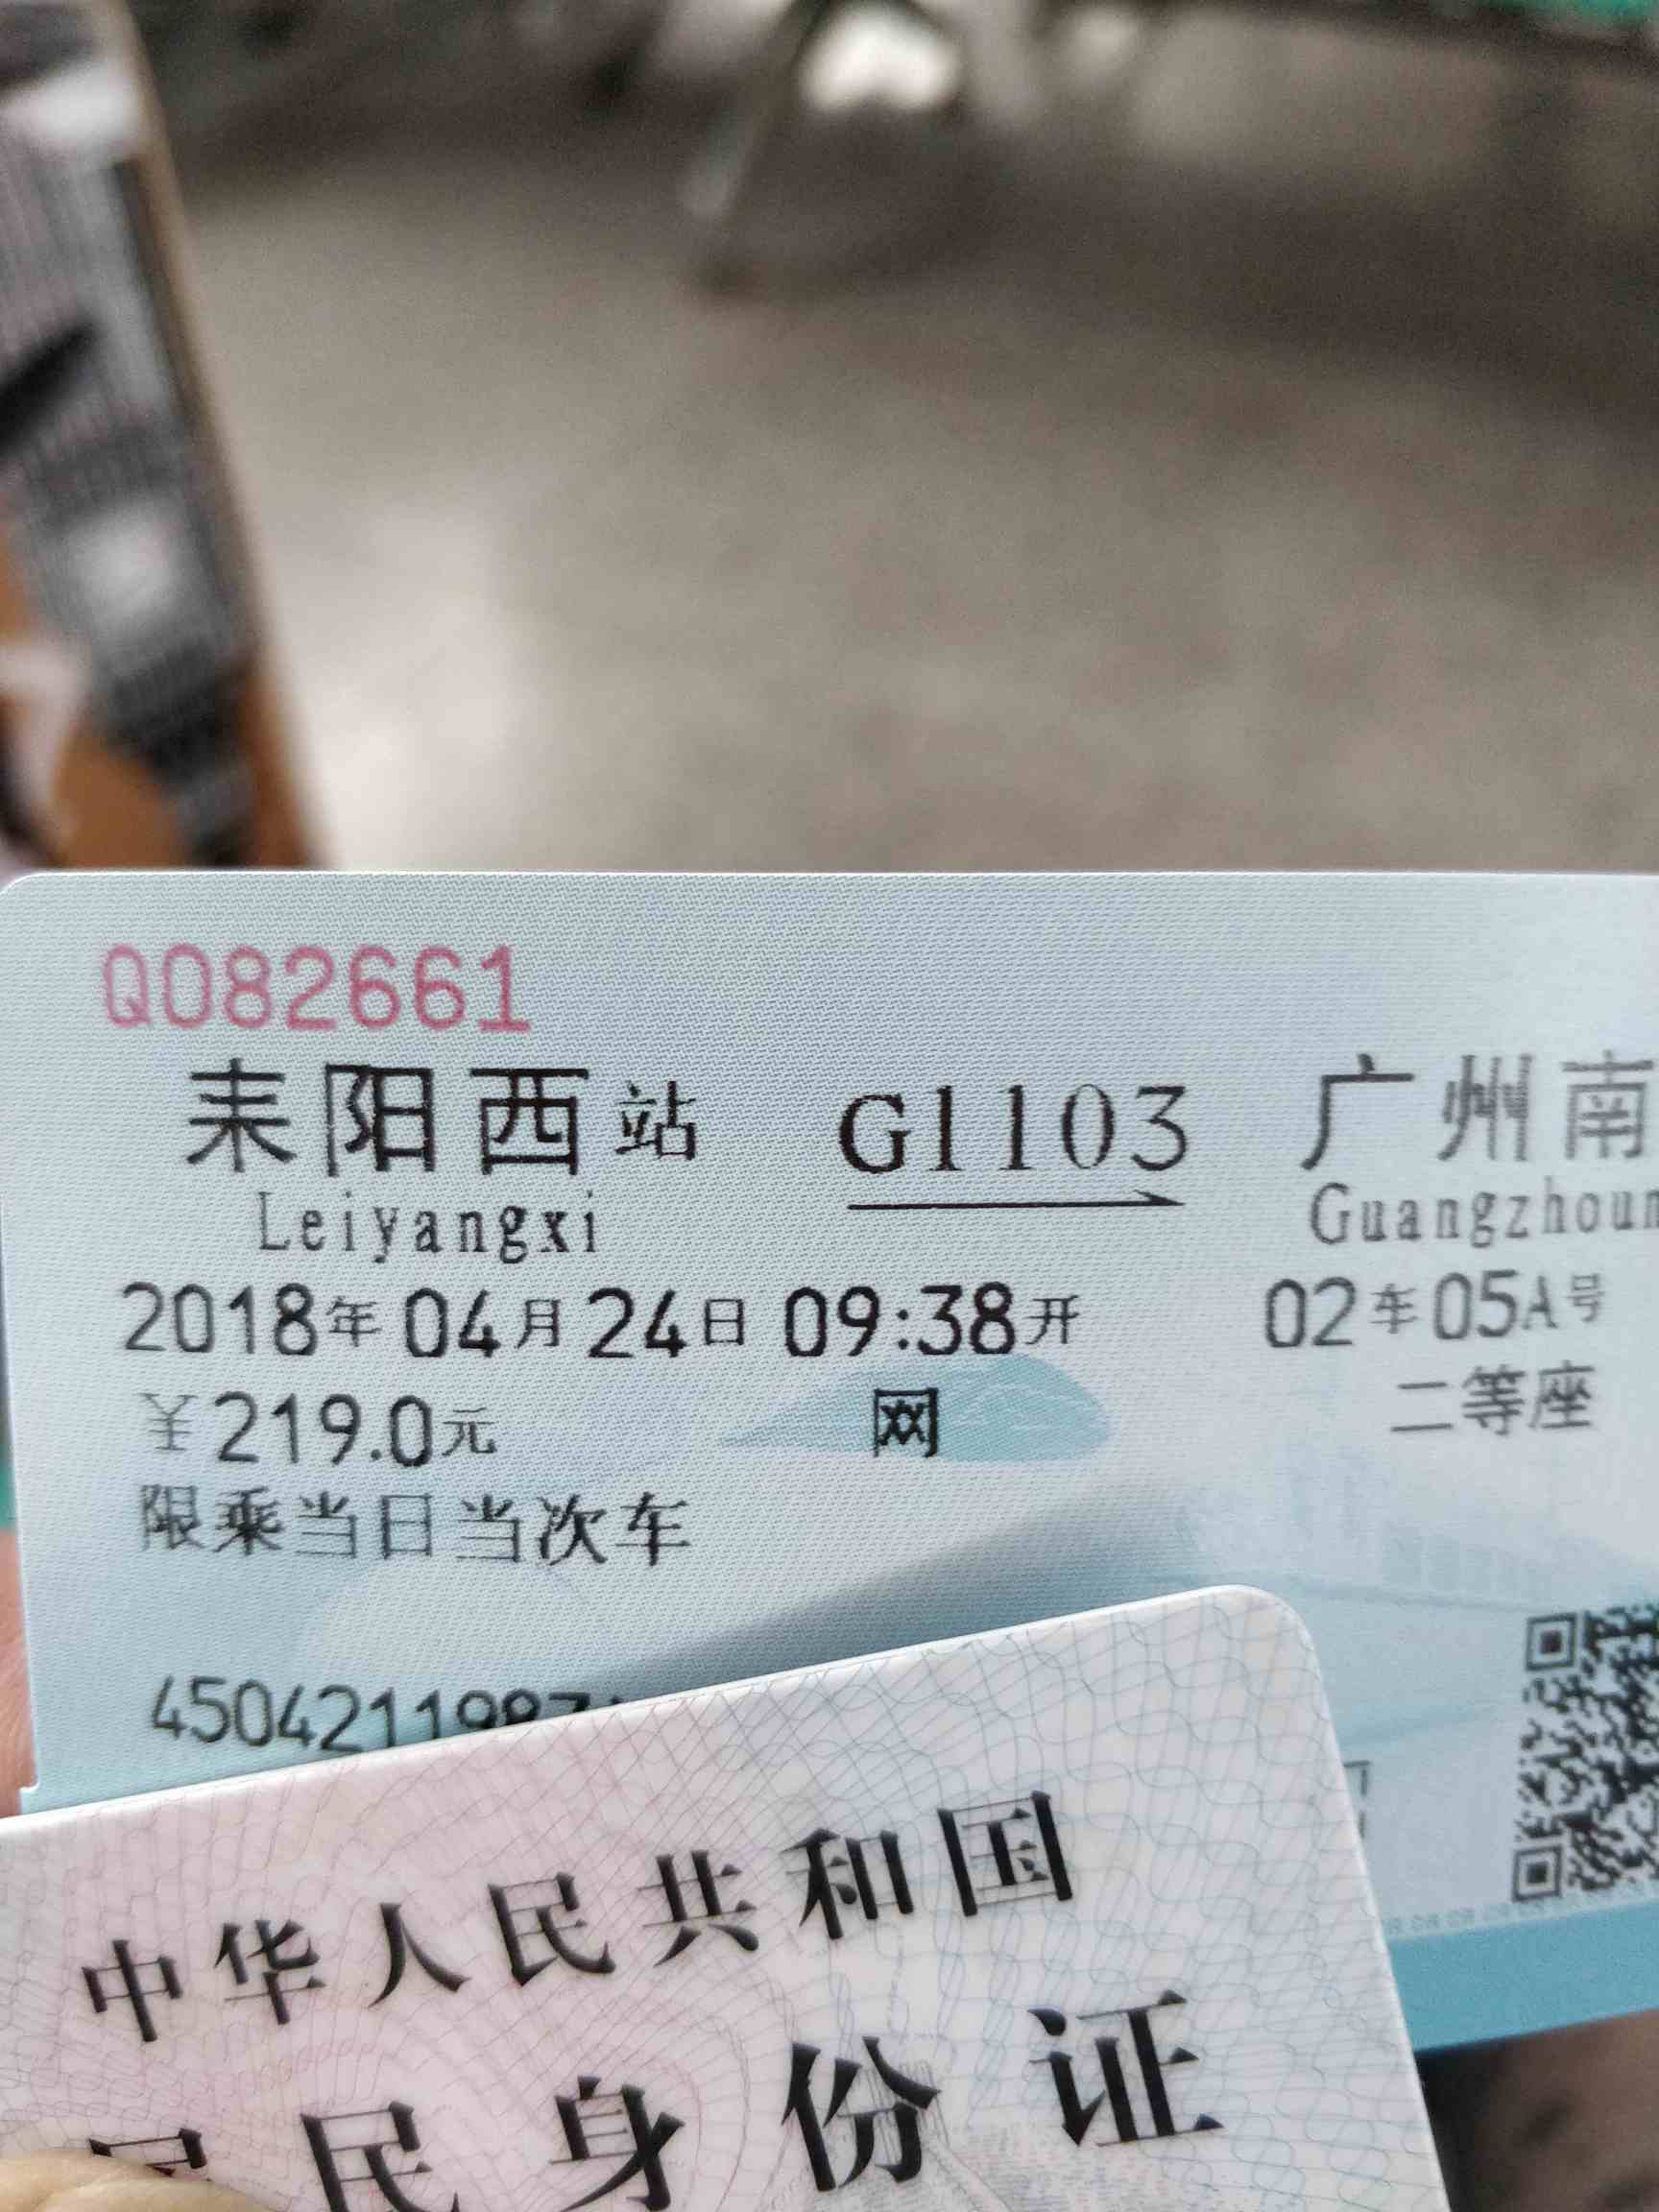 Q082661
耒阳西站 G1103 广州南
Leiyangxi Guangzhoun
2018年04月24日09:38开 02车05A号
￥219.0元 网 二等座
限乘当日当次车
450421198
中华人民共和国
居民身份证